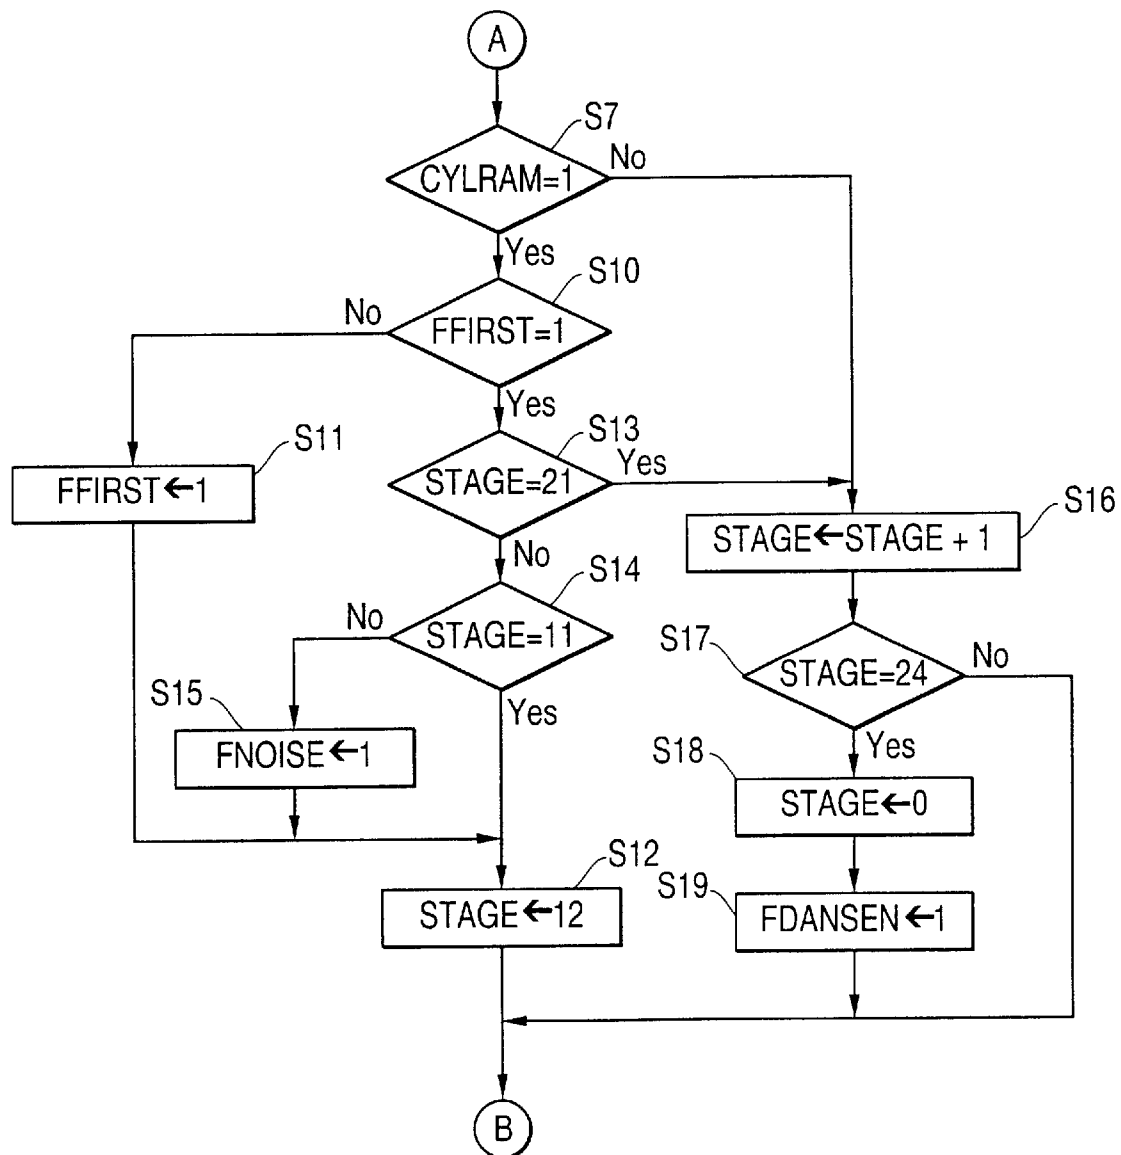 A
S7
CYLRAM=1
No
Yes
S10
No
FFIRST=1
Yes
S11
S13
FFIRST←1
STAGE=21
Yes
S16
STAGE←STAGE + 1
No
S14
No
STAGE=11
S17
STAGE=24
No
S15
Yes
FNOISE←1
Yes
S18
STAGE←0
S12
S19
STAGE←12
FDANSEN←1
B